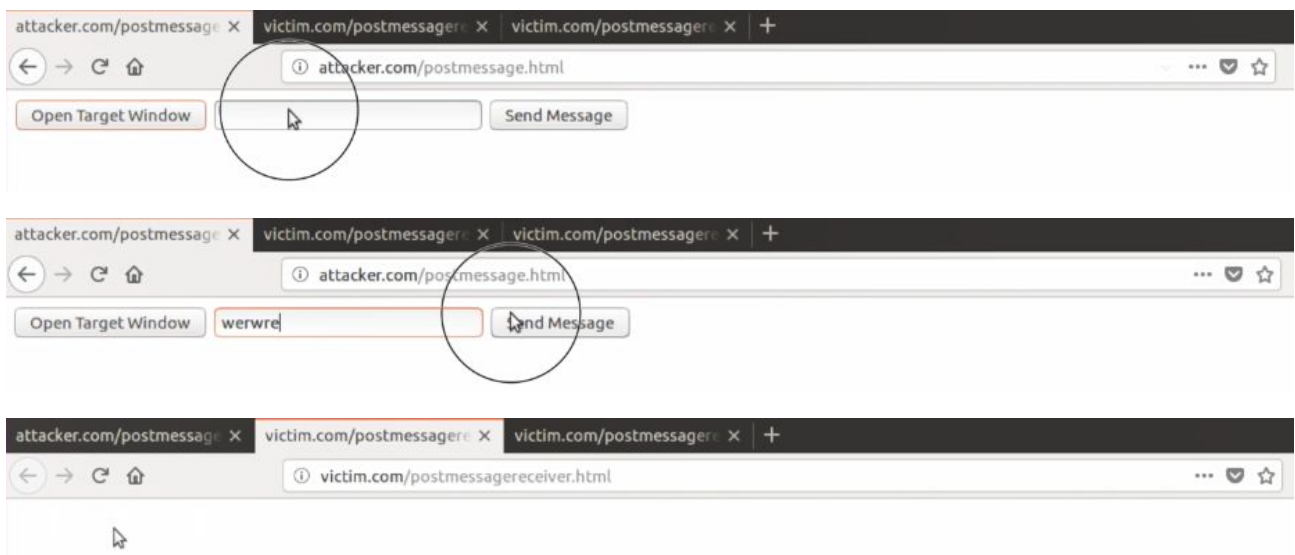 attacker.com/postmessage victim.com/postmessagere victim.com/postmessagere
attacker.com/postmessage.html
Open Target Window Send Message
attacker.com/postmessage victim.com/postmessagere victim.com/postmessagere
attacker.com/postmessage.html
Open Target Window werwre Send Message
attacker.com/postmessage victim.com/postmessagere victim.com/postmessagere
victim.com/postmessagereceiver.html